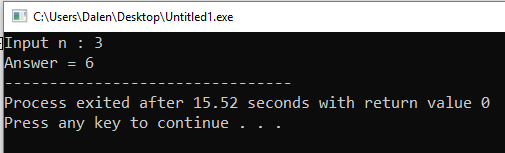 C:\Users\Dalen\Desktop\Untitled1.exe
Input n : 3
Answer = 6
--------------------------------
Process exited after 15.52 seconds with return value 0
Press any key to continue . . .